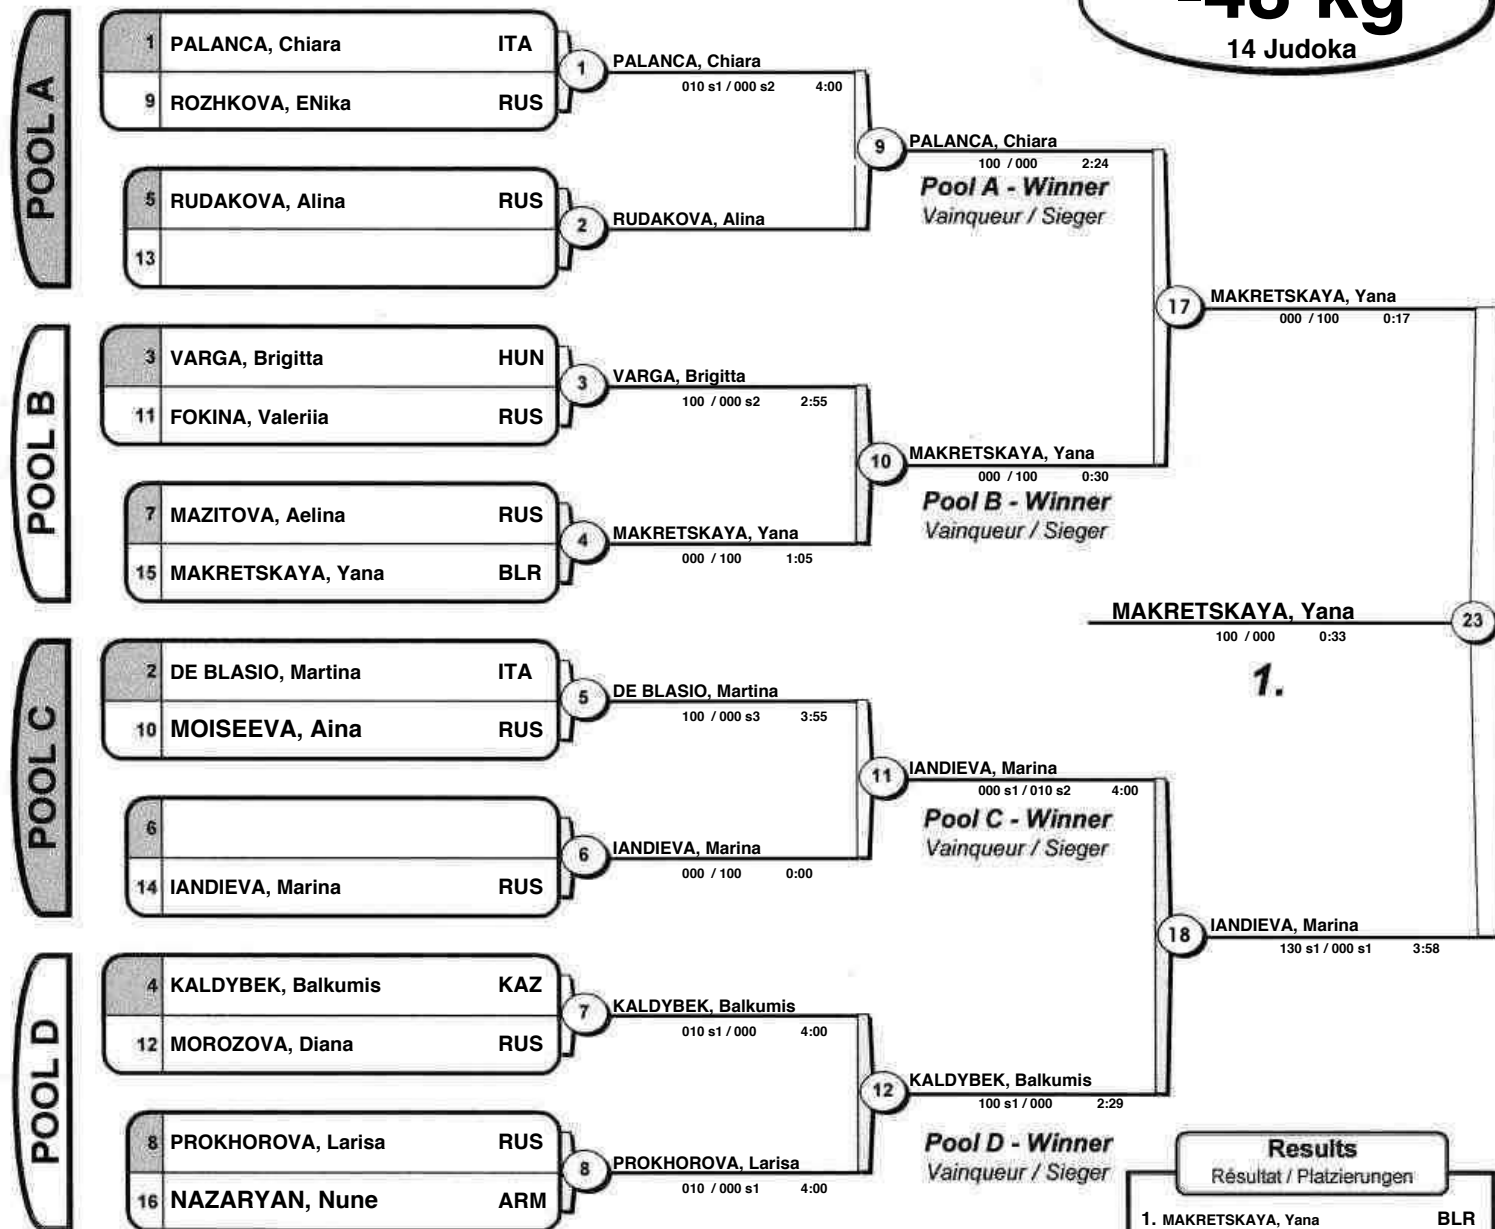 -48 kg
14 Judoka
POOL A
1 PALANCA, Chiara ITA
9 ROZHKOVA, ENika RUS
1 PALANCA, Chiara
010 s1 / 000 s2 4:00
5 RUDAKOVA, Alina RUS
13
2 RUDAKOVA, Alina
9 PALANCA, Chiara
100 / 000 2:24
Pool A - Winner
Vainqueur / Sieger
POOL B
3 VARGA, Brigitta HUN
11 FOKINA, Valeriia RUS
3 VARGA, Brigitta
100 / 000 s2 2:55
7 MAZITOVA, Aelina RUS
15 MAKRETSKAYA, Yana BLR
4 MAKRETSKAYA, Yana
000 / 100 1:05
10 MAKRETSKAYA, Yana
000 / 100 0:30
Pool B - Winner
Vainqueur / Sieger
17 MAKRETSKAYA, Yana
000 / 100 0:17
MAKRETSKAYA, Yana 23
100 / 000 0:33
1.
POOL C
2 DE BLASIO, Martina ITA
10 MOISEEVA, Aina RUS
5 DE BLASIO, Martina
100 / 000 s3 3:55
6
14 IANDIEVA, Marina RUS
6 IANDIEVA, Marina
000 / 100 0:00
11 IANDIEVA, Marina
000 s1 / 010 s2 4:00
Pool C - Winner
Vainqueur / Sieger
POOL D
4 KALDYBEK, Balkumis KAZ
12 MOROZOVA, Diana RUS
7 KALDYBEK, Balkumis
010 s1 / 000 4:00
8 PROKHOROVA, Larisa RUS
16 NAZARYAN, Nune ARM
8 PROKHOROVA, Larisa
010 / 000 s1 4:00
12 KALDYBEK, Balkumis
100 s1 / 000 2:29
Pool D - Winner
Vainqueur / Sieger
18 IANDIEVA, Marina
130 s1 / 000 s1 3:58
Results
Résultat / Platzierungen
1. MAKRETSKAYA, Yana BLR